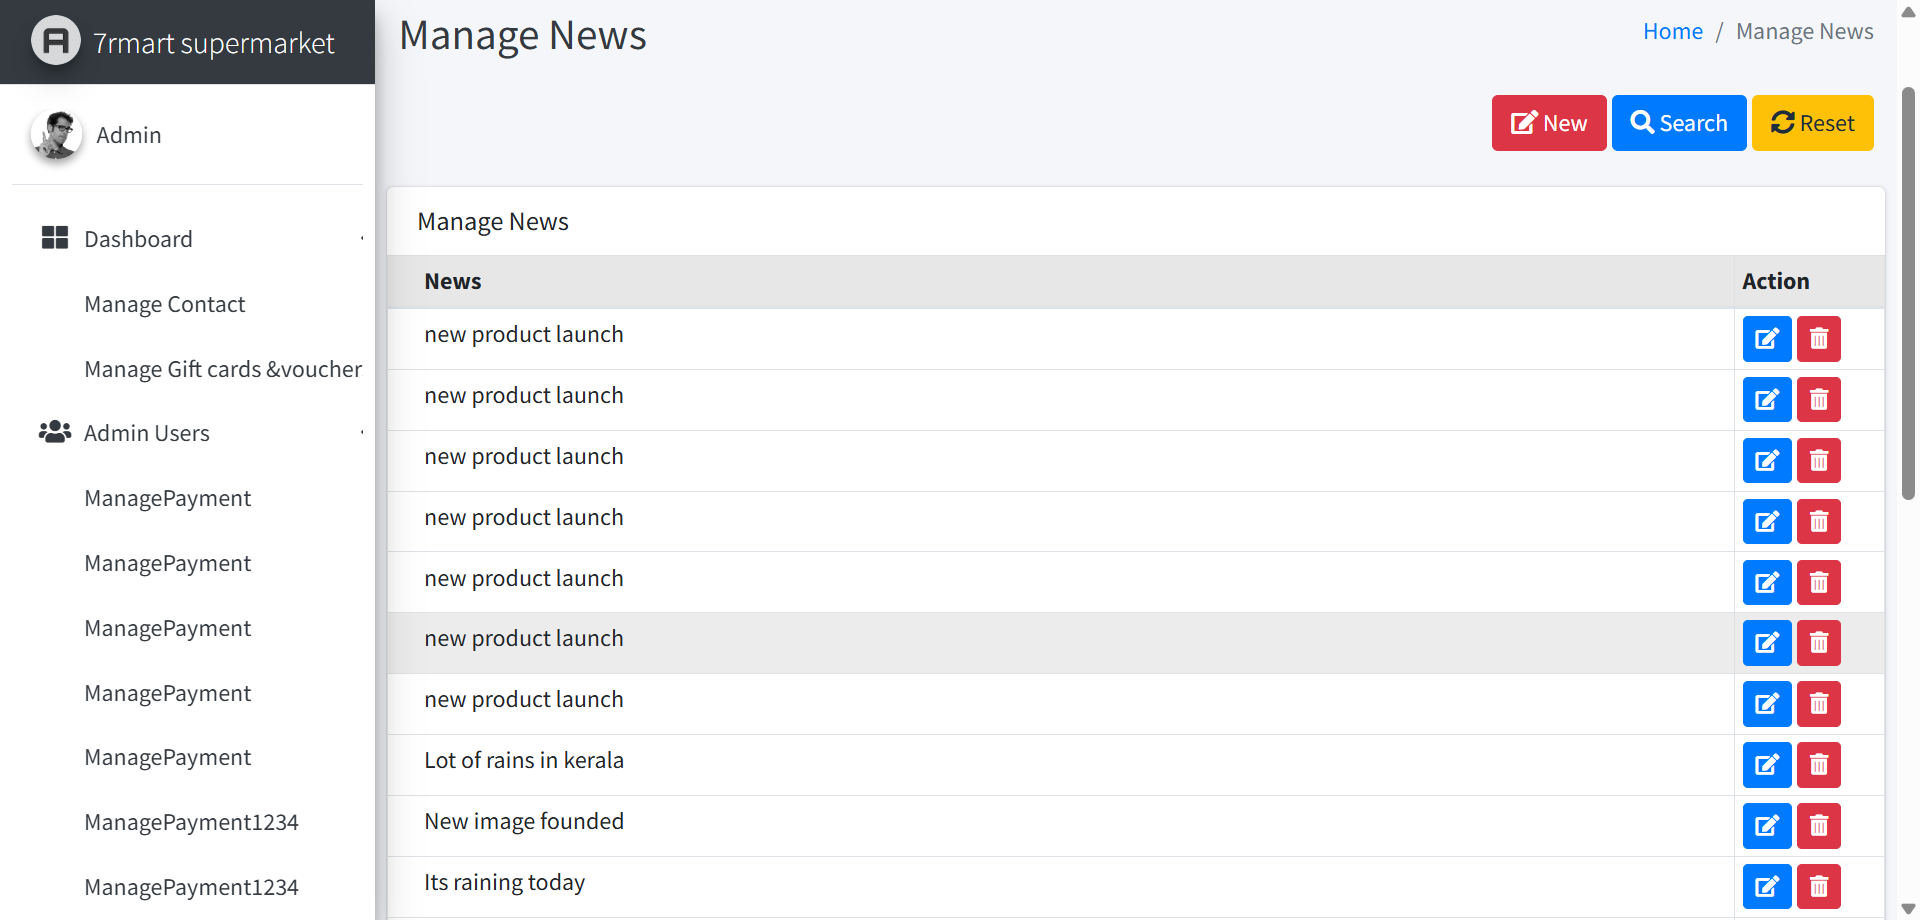 7rmart supermarket
Admin
Dashboard
Manage Contact
Manage Gift cards &voucher
Admin Users
ManagePayment
ManagePayment
ManagePayment
ManagePayment
ManagePayment
ManagePayment1234
ManagePayment1234
Manage News
Home / Manage News
New
Search
Reset
Manage News
News Action
new product launch
new product launch
new product launch
new product launch
new product launch
new product launch
new product launch
Lot of rains in kerala
New image founded
Its raining today